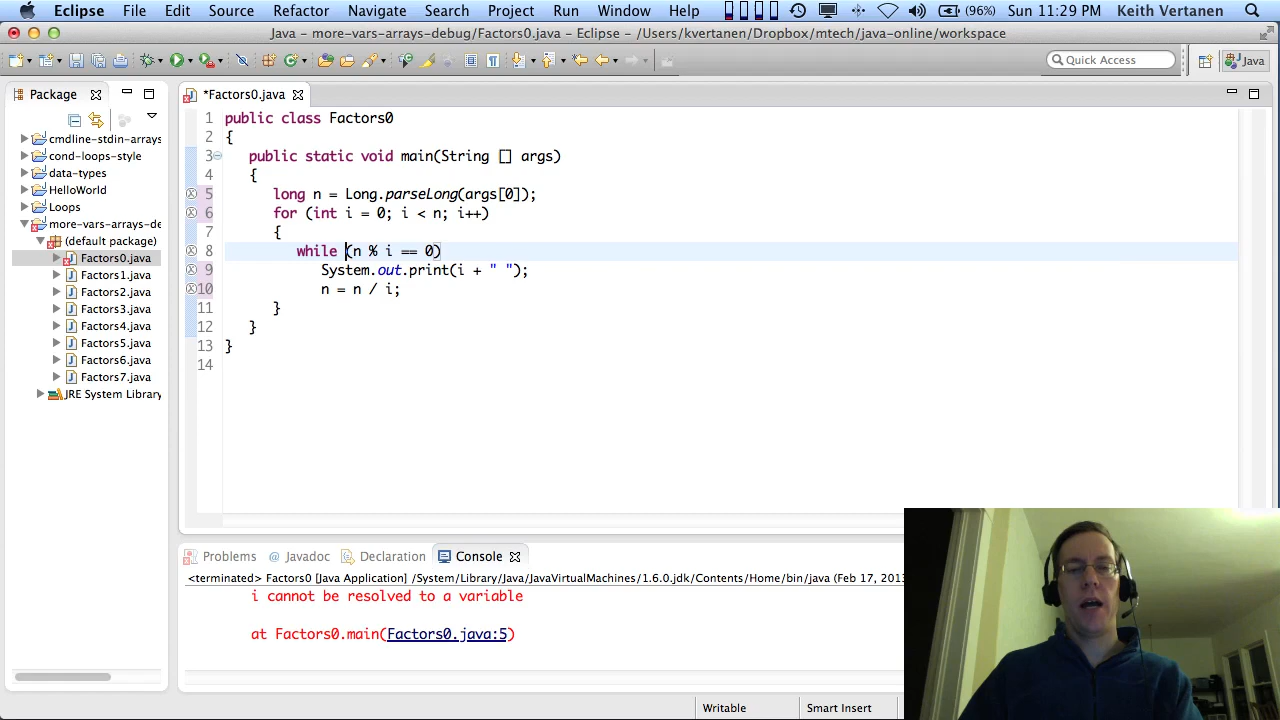 Eclipse File Edit Source Refactor Navigate Search Project Run Window Help (96%) Sun 11:29 PM Keith Vertanen
Java - more-vars-arrays-debug/Factors0.java - Eclipse - /Users/kvertanen/Dropbox/mtech/java-online/workspace
Quick Access Java
Package *Factors0.java
cmdline-stdin-arrays
cond-loops-style
data-types
HelloWorld
Loops
more-vars-arrays-de
(default package)
Factors0.java
Factors1.java
Factors2.java
Factors3.java
Factors4.java
Factors5.java
Factors6.java
Factors7.java
JRE System Library
1 public class Factors0
2 {
3 public static void main(String [] args)
4 {
5 long n = Long.parseLong(args[0]);
6 for (int i = 0; i < n; i++)
7 {
8 while (n % i == 0)
9 System.out.print(i + " ");
10 n = n / i;
11 }
12 }
13 }
14
Problems @ Javadoc Declaration Console
<terminated> Factors0 [Java Application] /System/Library/Java/JavaVirtualMachines/1.6.0.jdk/Contents/Home/bin/java (Feb 17, 2013
i cannot be resolved to a variable
at Factors0.main(Factors0.java:5)
Writable Smart Insert